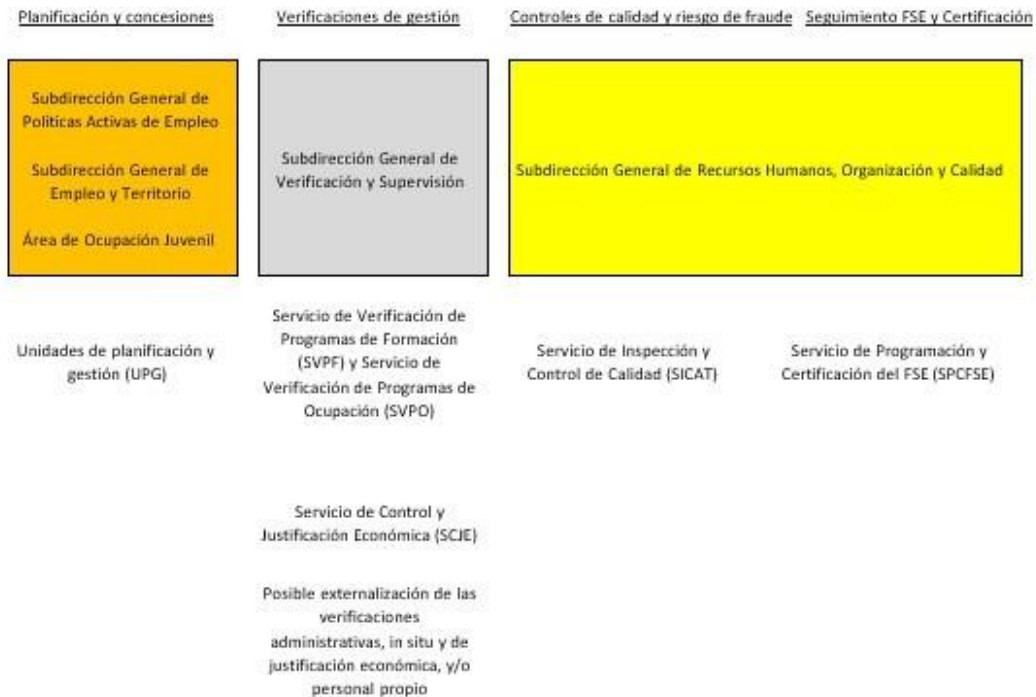 Planificación y concesiones
Verificaciones de gestión
Controles de calidad y riesgo de fraude
Seguimiento FSE y Certificación
Subdirección General de
Políticas Activas de Empleo
Subdirección General de
Empleo y Territorio
Área de Ocupación Juvenil
Subdirección General de
Verificación y Supervisión
Subdirección General de Recursos Humanos, Organización y Calidad
Unidades de planificación y
gestión (UPG)
Servicio de Verificación de
Programas de Formación
(SVPF) y Servicio de
Verificación de Programas de
Ocupación (SVPO)
Servicio de Inspección y
Control de Calidad (SICAT)
Servicio de Programación y
Certificación del FSE (SPCFSE)
Servicio de Control y
Justificación Económica (SCJE)
Posible externalización de las
verificaciones
administrativas, in situ y de
justificación económica, y/o
personal propio